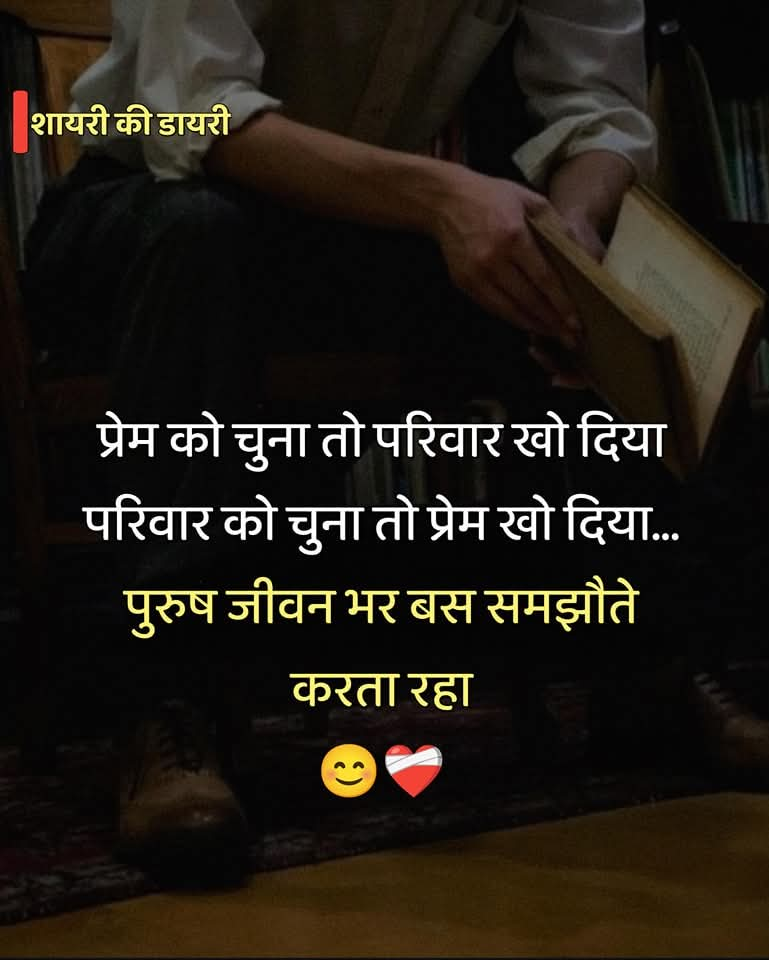 शायरी की डायरी
प्रेम को चुना तो परिवार खो दिया
परिवार को चुना तो प्रेम खो दिया...
पुरुष जीवन भर बस समझौते
करता रहा
😊❤️‍🩹